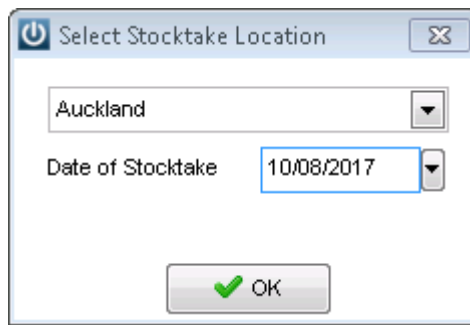 Select Stocktake Location
Auckland
Date of Stocktake 10/08/2017
OK